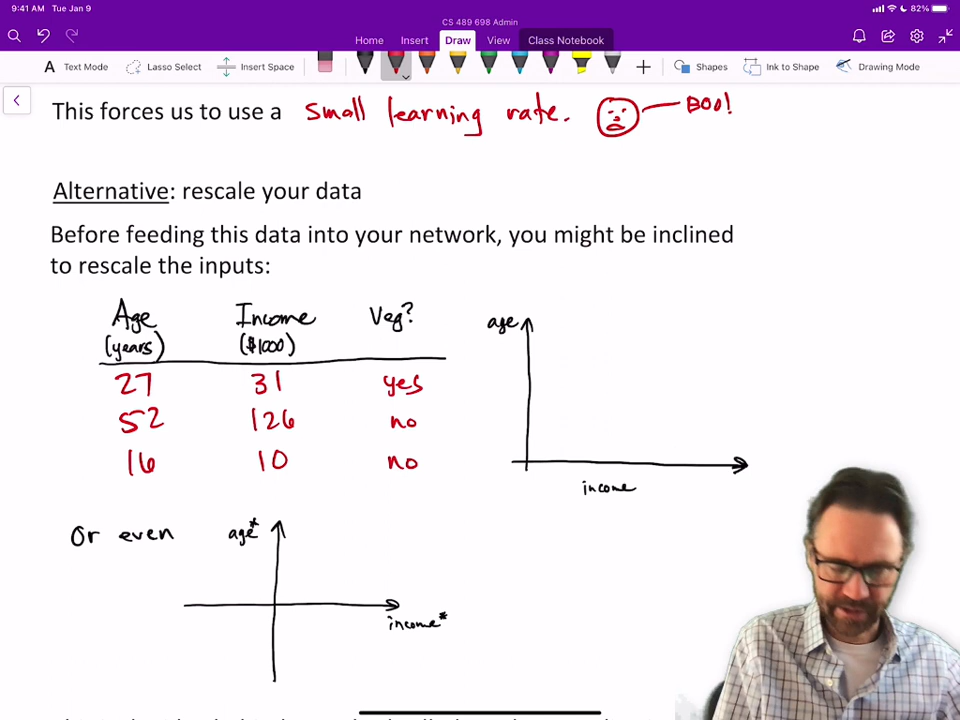 9:41 AM Tue Jan 9
82%
CS 489 698 Admin
Home Insert Draw View Class Notebook
A Text Mode Lasso Select Insert Space Shapes Ink to Shape Drawing Mode
This forces us to use a small learning rate. Boo!
Alternative: rescale your data
Before feeding this data into your network, you might be inclined
to rescale the inputs:
Age Income Veg?
(years) ($1000)
27 31 yes
52 126 no
16 10 no
age
income
Or even age*
income*